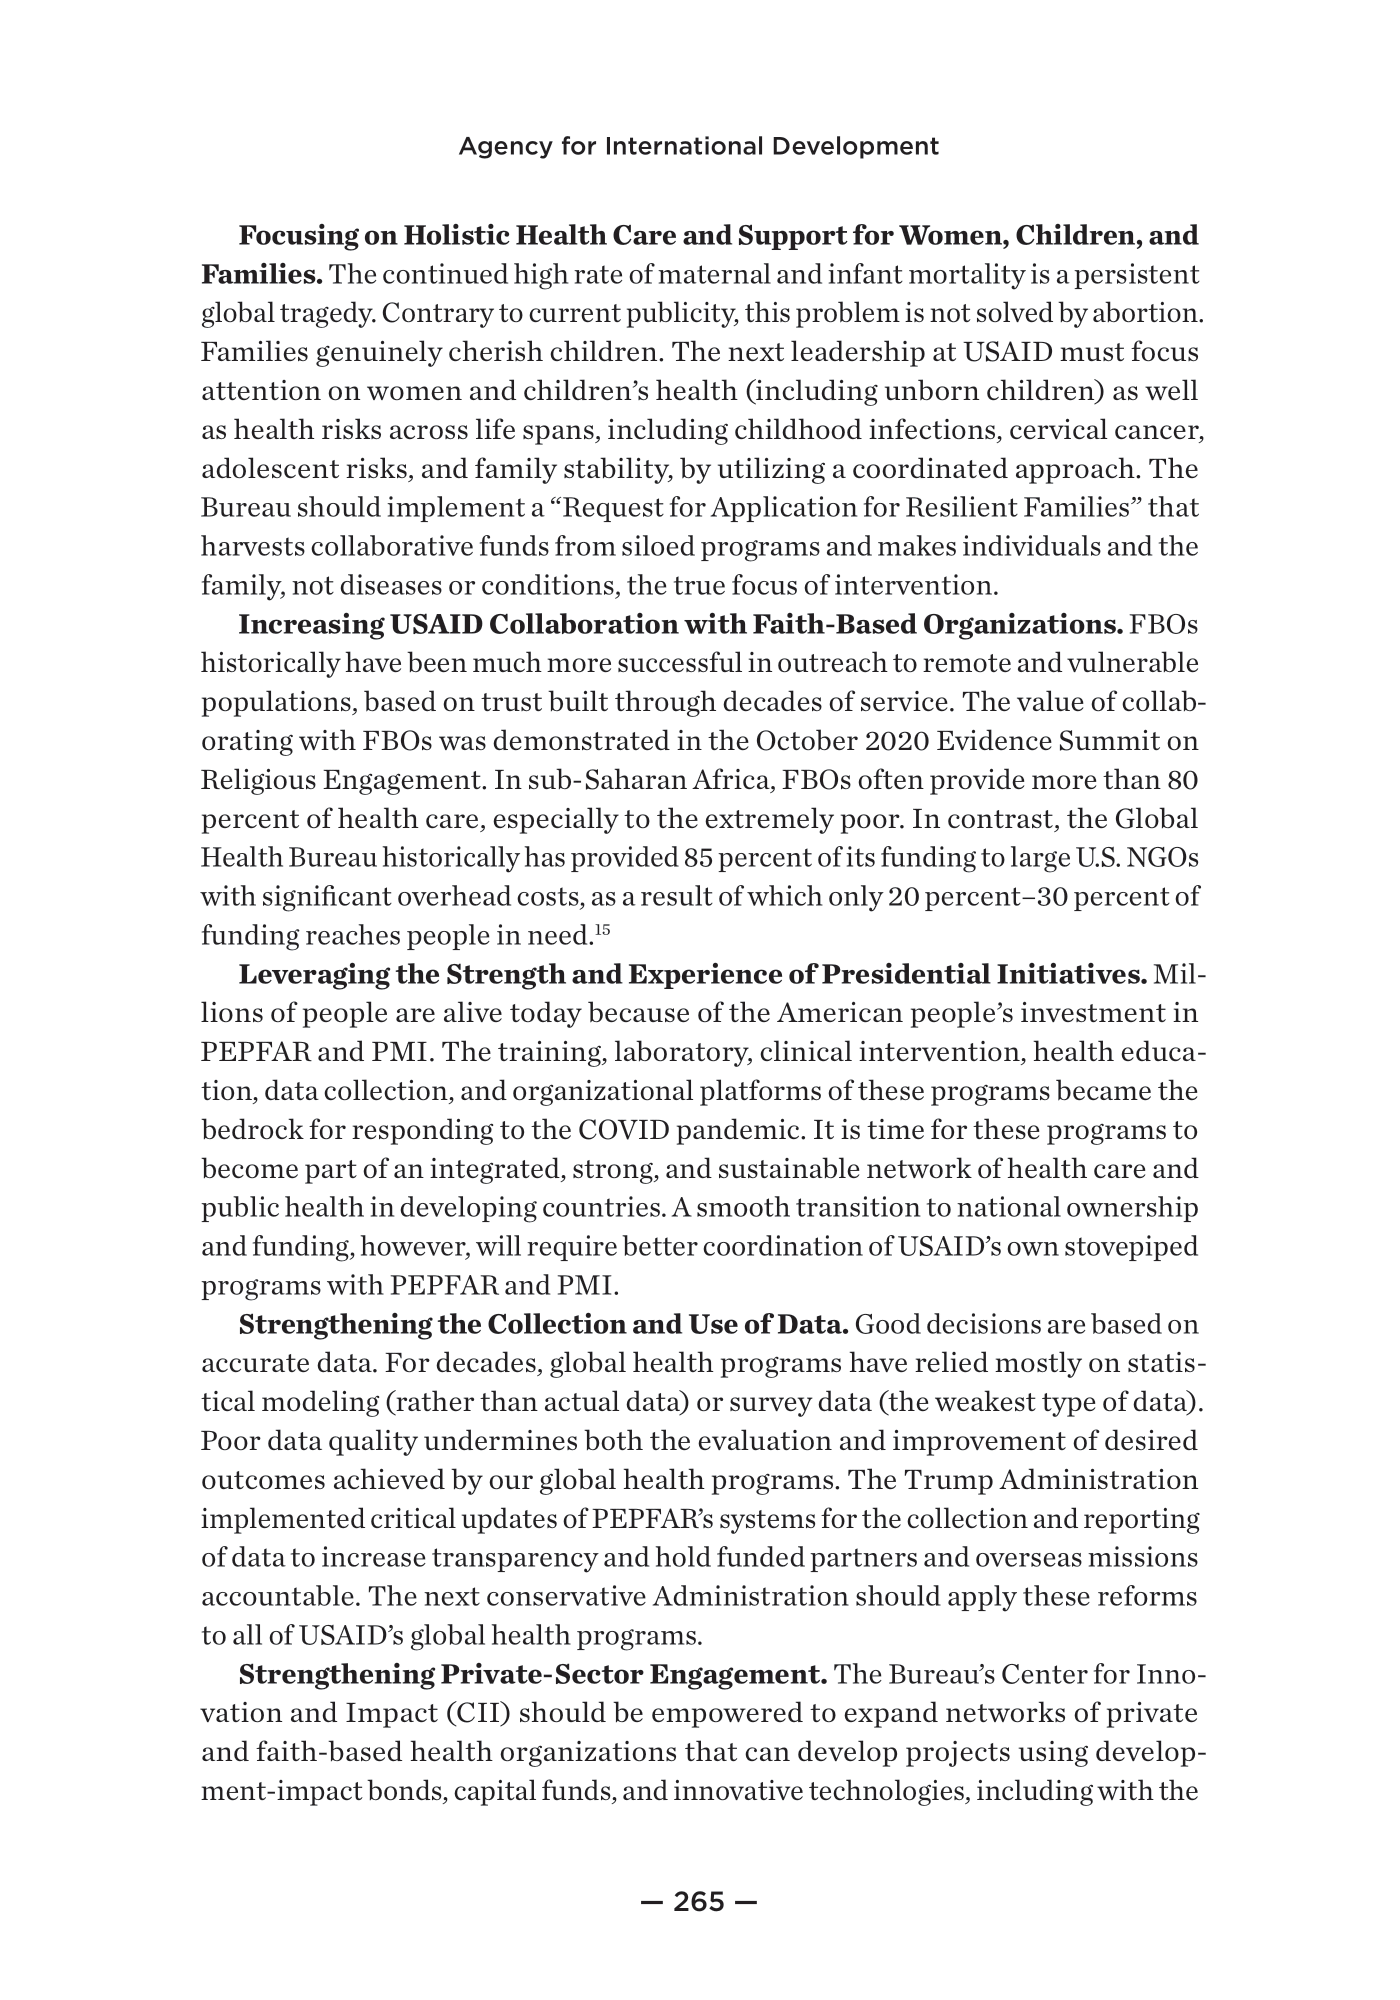 Agency for International Development
Focusing on Holistic Health Care and Support for Women, Children, and
Families. The continued high rate of maternal and infant mortality is a persistent
global tragedy. Contrary to current publicity, this problem is not solved by abortion.
Families genuinely cherish children. The next leadership at USAID must focus
attention on women and children’s health (including unborn children) as well
as health risks across life spans, including childhood infections, cervical cancer,
adolescent risks, and family stability, by utilizing a coordinated approach. The
Bureau should implement a “Request for Application for Resilient Families” that
harvests collaborative funds from siloed programs and makes individuals and the
family, not diseases or conditions, the true focus of intervention.
Increasing USAID Collaboration with Faith-Based Organizations. FBOs
historically have been much more successful in outreach to remote and vulnerable
populations, based on trust built through decades of service. The value of collab-
orating with FBOs was demonstrated in the October 2020 Evidence Summit on
Religious Engagement. In sub-Saharan Africa, FBOs often provide more than 80
percent of health care, especially to the extremely poor. In contrast, the Global
Health Bureau historically has provided 85 percent of its funding to large U.S. NGOs
with significant overhead costs, as a result of which only 20 percent–30 percent of
funding reaches people in need.15
Leveraging the Strength and Experience of Presidential Initiatives. Mil-
lions of people are alive today because of the American people’s investment in
PEPFAR and PMI. The training, laboratory, clinical intervention, health educa-
tion, data collection, and organizational platforms of these programs became the
bedrock for responding to the COVID pandemic. It is time for these programs to
become part of an integrated, strong, and sustainable network of health care and
public health in developing countries. A smooth transition to national ownership
and funding, however, will require better coordination of USAID’s own stovepiped
programs with PEPFAR and PMI.
Strengthening the Collection and Use of Data. Good decisions are based on
accurate data. For decades, global health programs have relied mostly on statis-
tical modeling (rather than actual data) or survey data (the weakest type of data).
Poor data quality undermines both the evaluation and improvement of desired
outcomes achieved by our global health programs. The Trump Administration
implemented critical updates of PEPFAR’s systems for the collection and reporting
of data to increase transparency and hold funded partners and overseas missions
accountable. The next conservative Administration should apply these reforms
to all of USAID’s global health programs.
Strengthening Private-Sector Engagement. The Bureau’s Center for Inno-
vation and Impact (CII) should be empowered to expand networks of private
and faith-based health organizations that can develop projects using develop-
ment-impact bonds, capital funds, and innovative technologies, including with the
— 265 —